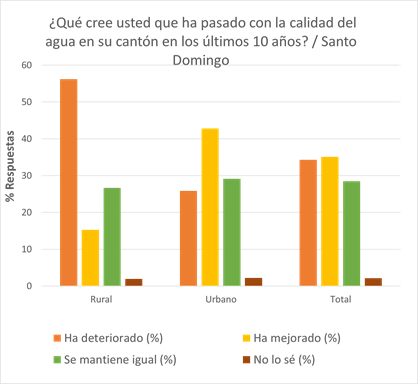 ¿Qué cree usted que ha pasado con la calidad del
agua en su cantón en los últimos 10 años? / Santo
Domingo
60
50
40
30
20
10
0
% Respuestas
Rural
Urbano
Total
Ha deteriorado (%)
Ha mejorado (%)
Se mantiene igual (%)
No lo sé (%)